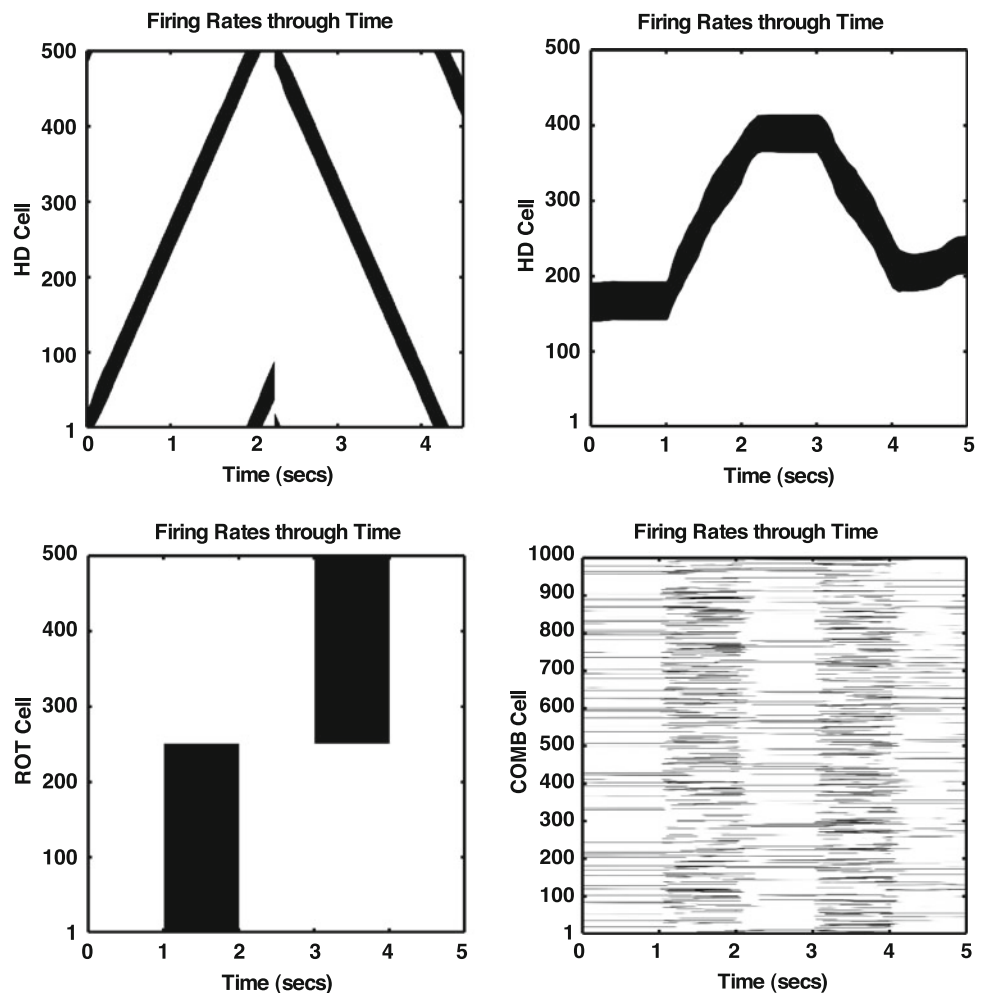 Firing Rates through Time
500
400
300
200
100
1
HD Cell
0 1 2 3 4
Time (secs)
Firing Rates through Time
500
400
300
200
100
1
HD Cell
0 1 2 3 4 5
Time (secs)
Firing Rates through Time
500
400
300
200
100
1
ROT Cell
0 1 2 3 4 5
Time (secs)
Firing Rates through Time
1000
900
800
700
600
500
400
300
200
100
1
COMB Cell
0 1 2 3 4 5
Time (secs)